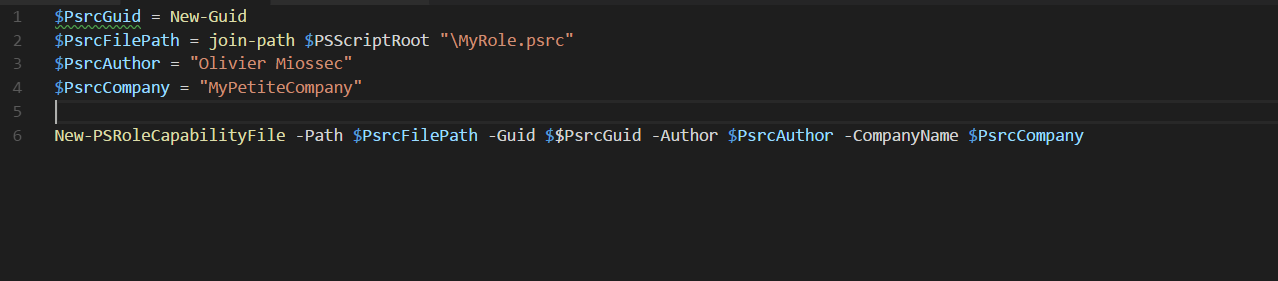 1 $PsrcGuid = New-Guid
2 $PsrcFilePath = join-path $PSScriptRoot "\MyRole.psrc"
3 $PsrcAuthor = "Olivier Miossec"
4 $PsrcCompany = "MyPetiteCompany"
5
6 New-PSRoleCapabilityFile -Path $PsrcFilePath -Guid $$PsrcGuid -Author $PsrcAuthor -CompanyName $PsrcCompany